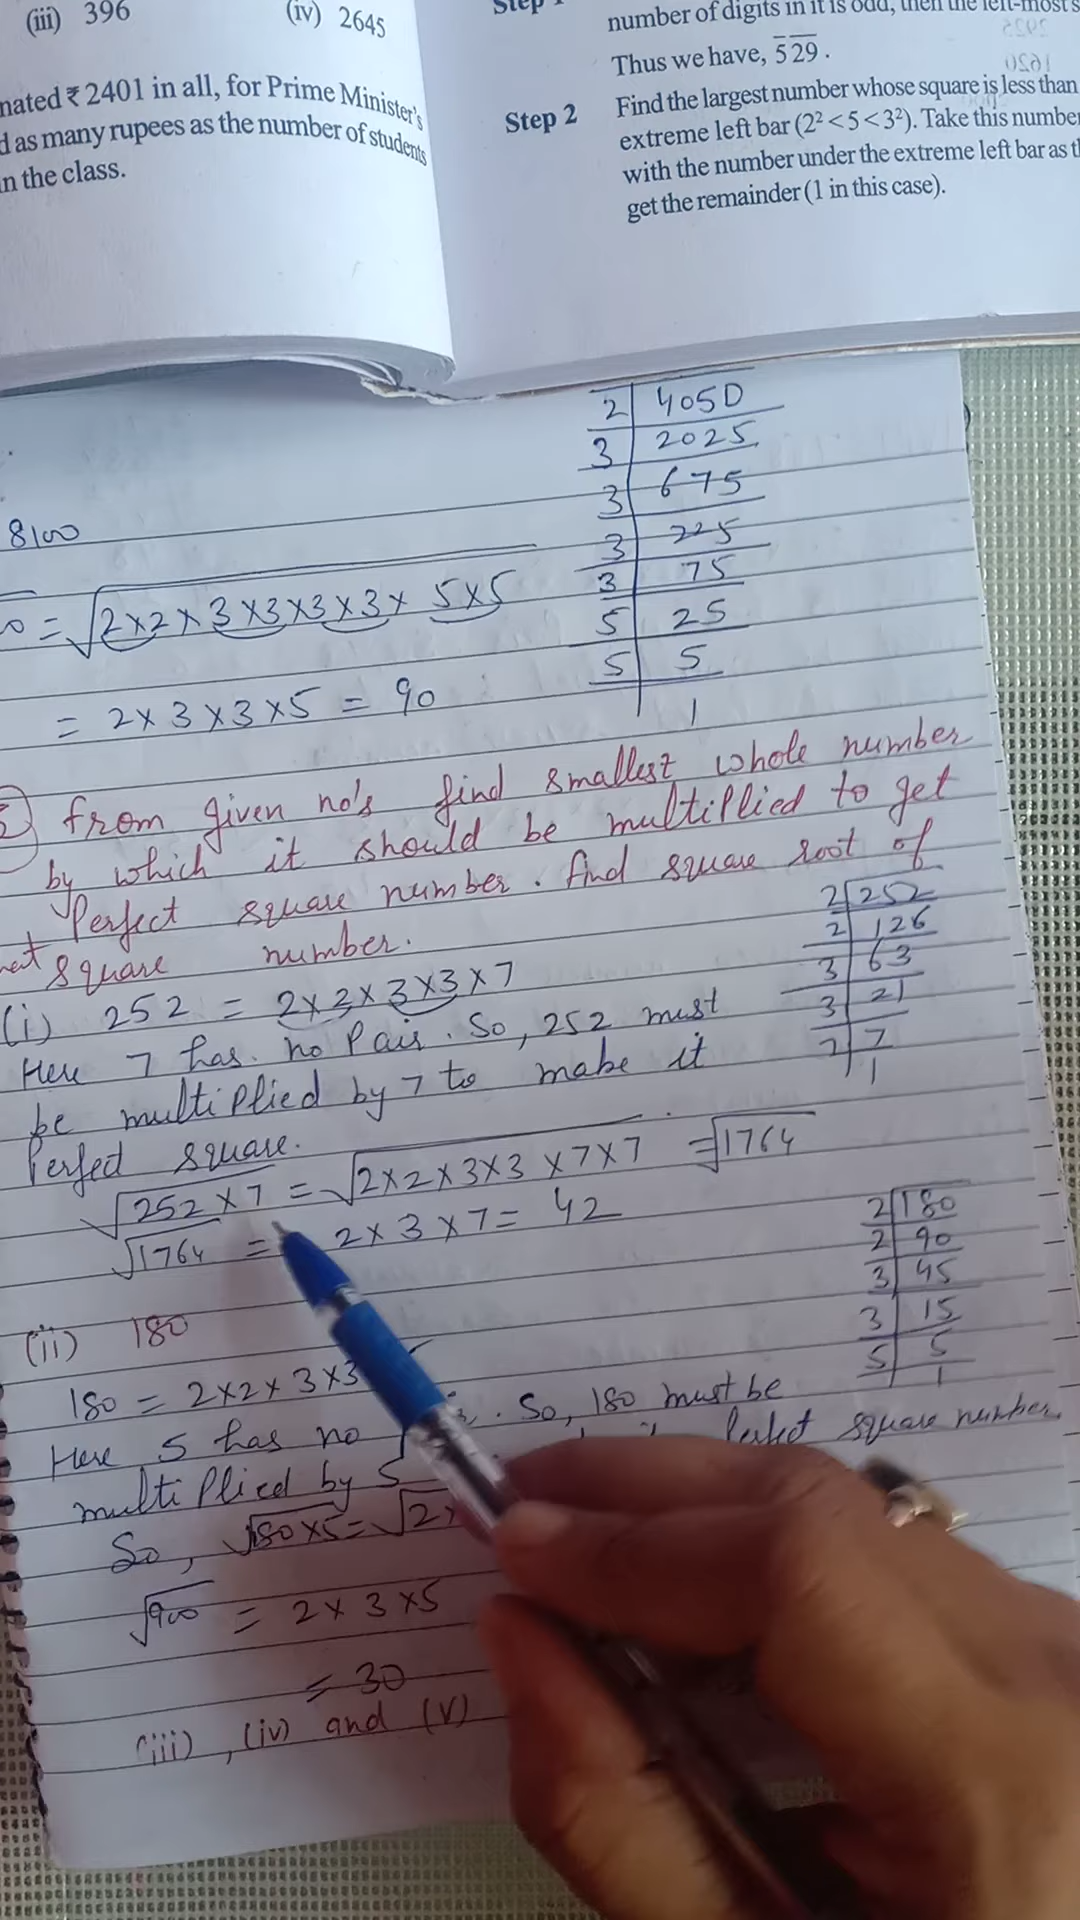 (iii) 396 (iv) 2645
nated ₹ 2401 in all, for Prime Minister's
d as many rupees as the number of students
n the class.
Step 1
number of digits in it is odd, then the left-most s
Thus we have, 5 29 .
Step 2 Find the largest number whose square is less than
extreme left bar (2² < 5 < 3²). Take this number
with the number under the extreme left bar as t
get the remainder (1 in this case).
2 4050
3 2025
3 675
3 225
3 75
5 25
5 5
1
8100
0 = √2×2×3×3×3×3×5×5
= 2×3×3×5 = 90
from given no's find smallest whole number
by which it should be multillied to get
Perfect square number. find square root of
square number.
2 252
2 126
3 63
3 21
7 7
1
(i) 252 = 2×2×3×3×7
Here 7 has no Pair. So, 252 must
be multiplied by 7 to make it
Perfect square.
√252×7 = √2×2×3×3×7×7 = √1764
√1764 = 2×3×7 = 42
2 180
2 90
3 45
3 15
5 5
1
(ii) 180
180 = 2×2×3×3
Here 5 has no . So, 180 must be
multiplied by 5 Perfect square number.
So, √180×5 = √2×
√900 = 2×3×5
= 30
(iii), (iv) and (v)